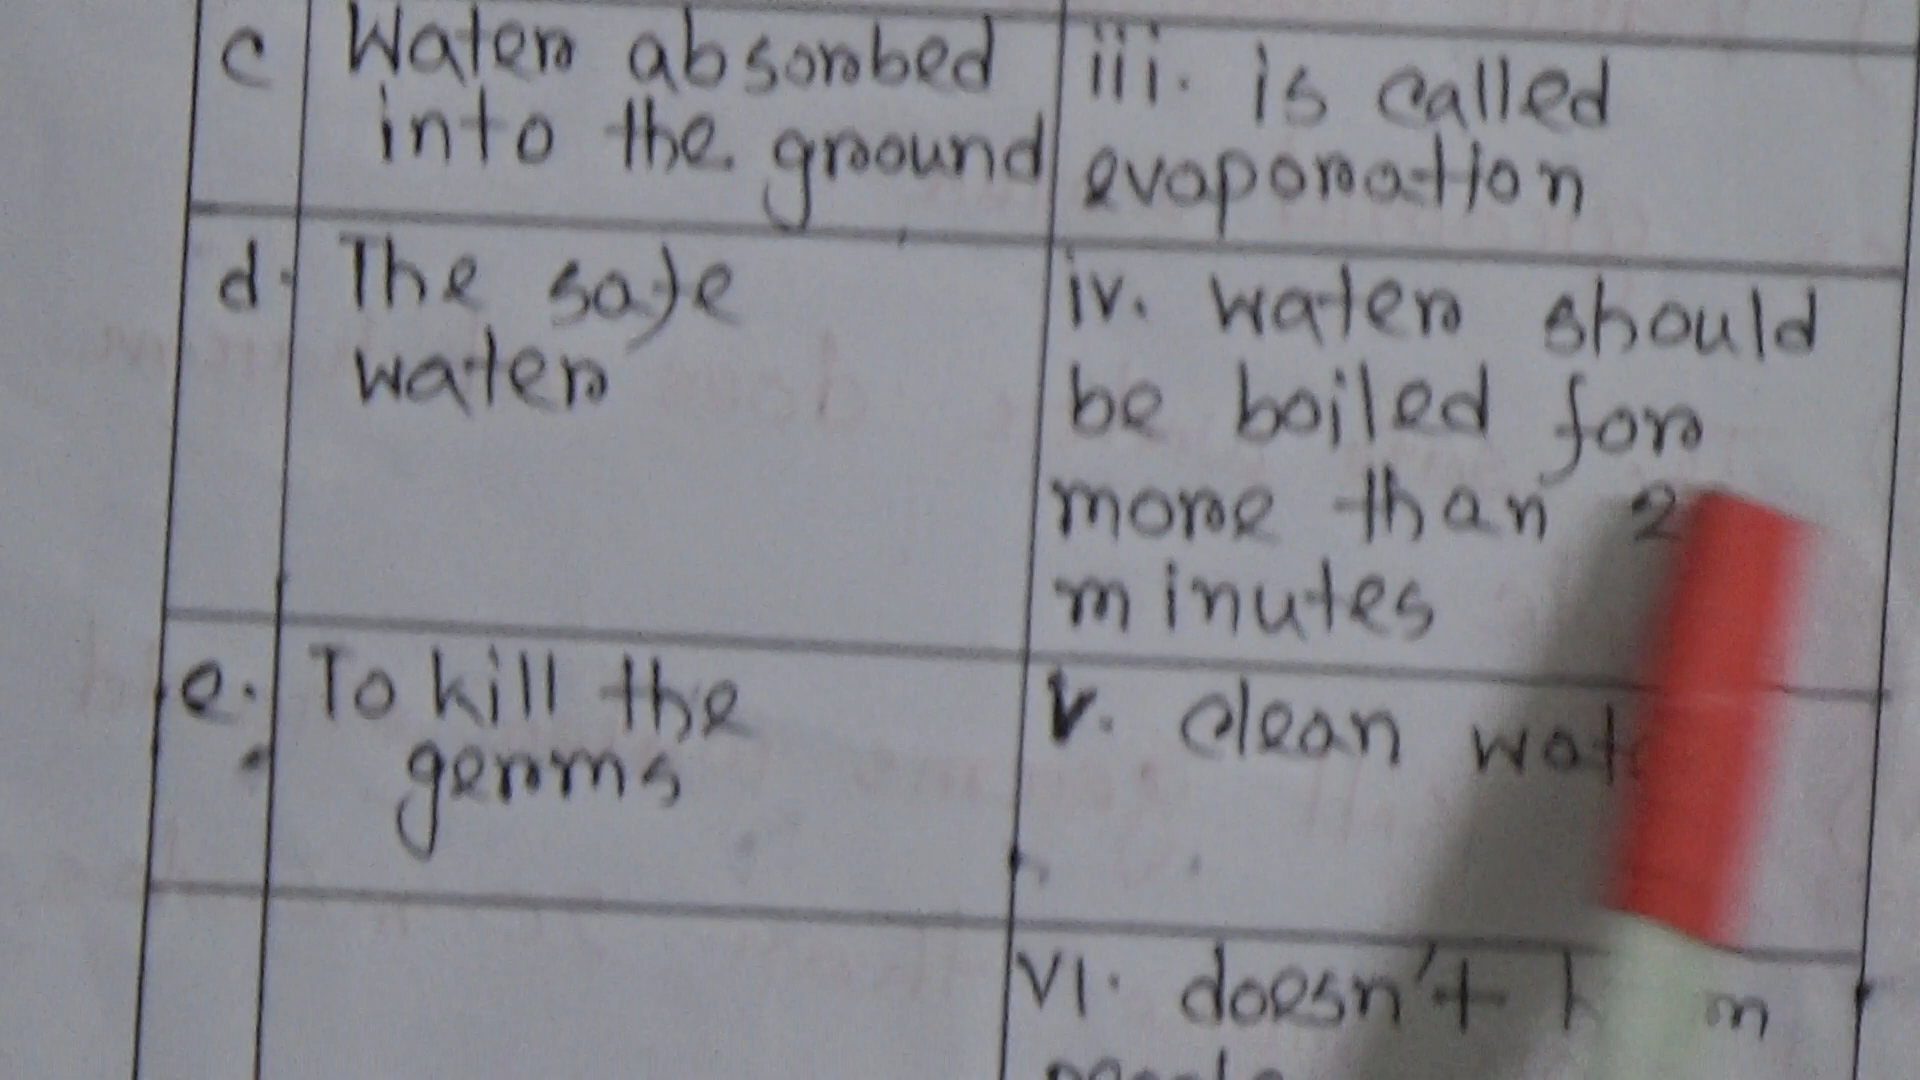 c Water absorbed
into the ground
iii. is called
evaporation
d. The safe
water
iv. water should
be boiled for
more than
minutes
e. To kill the
germs
v. clean
vi. doesn't